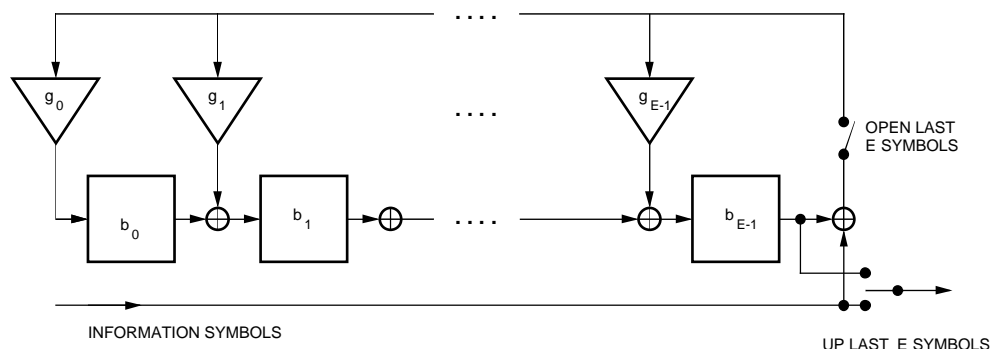 . . . .
g0
g1
. . . .
gE-1
OPEN LAST
E SYMBOLS
b0
b1
. . . .
bE-1
INFORMATION SYMBOLS
UP LAST E SYMBOLS